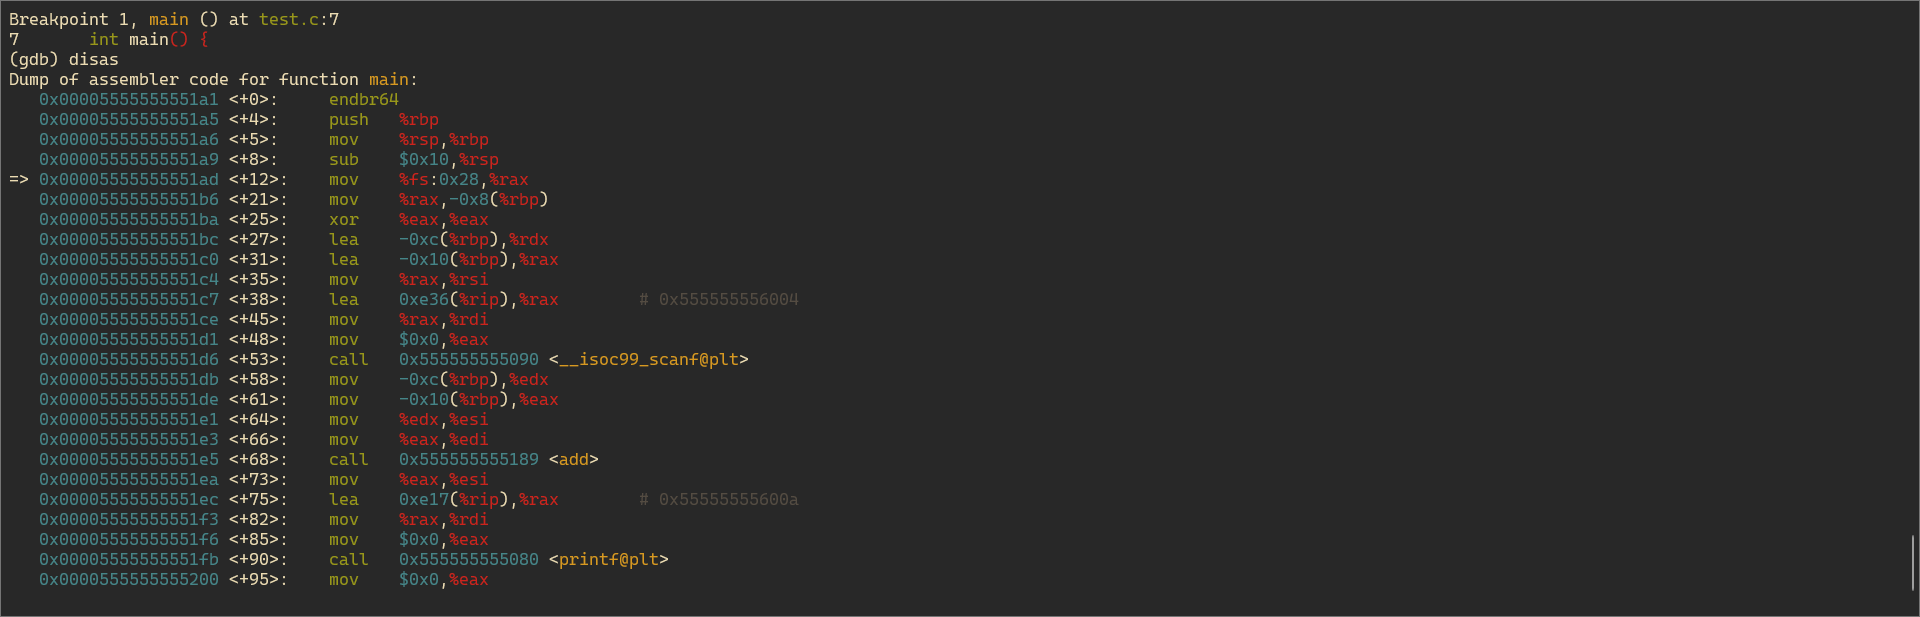 Breakpoint 1, main () at test.c:7
7       int main() {
(gdb) disas
Dump of assembler code for function main:
   0x00005555555551a1 <+0>:     endbr64
   0x00005555555551a5 <+4>:     push   %rbp
   0x00005555555551a6 <+5>:     mov    %rsp,%rbp
   0x00005555555551a9 <+8>:     sub    $0x10,%rsp
=> 0x00005555555551ad <+12>:    mov    %fs:0x28,%rax
   0x00005555555551b6 <+21>:    mov    %rax,-0x8(%rbp)
   0x00005555555551ba <+25>:    xor    %eax,%eax
   0x00005555555551bc <+27>:    lea    -0xc(%rbp),%rdx
   0x00005555555551c0 <+31>:    lea    -0x10(%rbp),%rax
   0x00005555555551c4 <+35>:    mov    %rax,%rsi
   0x00005555555551c7 <+38>:    lea    0xe36(%rip),%rax        # 0x555555556004
   0x00005555555551ce <+45>:    mov    %rax,%rdi
   0x00005555555551d1 <+48>:    mov    $0x0,%eax
   0x00005555555551d6 <+53>:    call   0x555555555090 <__isoc99_scanf@plt>
   0x00005555555551db <+58>:    mov    -0xc(%rbp),%edx
   0x00005555555551de <+61>:    mov    -0x10(%rbp),%eax
   0x00005555555551e1 <+64>:    mov    %edx,%esi
   0x00005555555551e3 <+66>:    mov    %eax,%edi
   0x00005555555551e5 <+68>:    call   0x555555555189 <add>
   0x00005555555551ea <+73>:    mov    %eax,%esi
   0x00005555555551ec <+75>:    lea    0xe17(%rip),%rax        # 0x55555555600a
   0x00005555555551f3 <+82>:    mov    %rax,%rdi
   0x00005555555551f6 <+85>:    mov    $0x0,%eax
   0x00005555555551fb <+90>:    call   0x555555555080 <printf@plt>
   0x0000555555555200 <+95>:    mov    $0x0,%eax